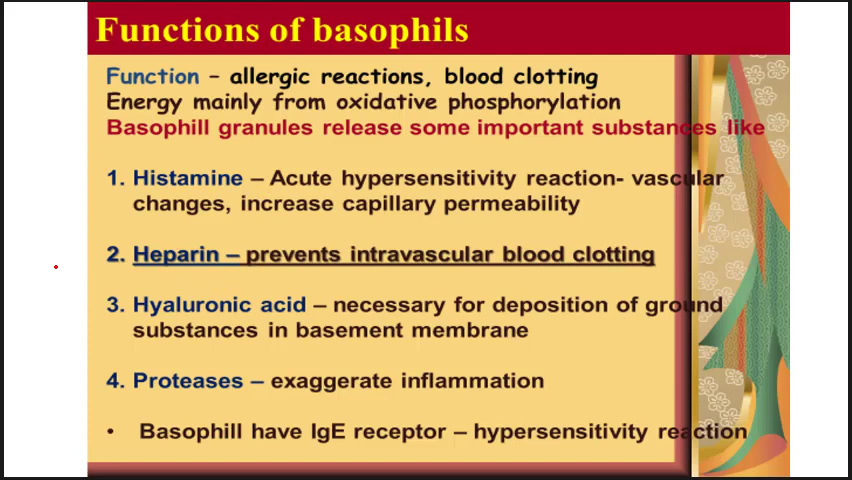 Functions of basophils
Function – allergic reactions, blood clotting
Energy mainly from oxidative phosphorylation
Basophill granules release some important substances like
1. Histamine – Acute hypersensitivity reaction- vascular
changes, increase capillary permeability
2. Heparin – prevents intravascular blood clotting
3. Hyaluronic acid – necessary for deposition of ground
substances in basement membrane
4. Proteases – exaggerate inflammation
• Basophill have IgE receptor – hypersensitivity reaction